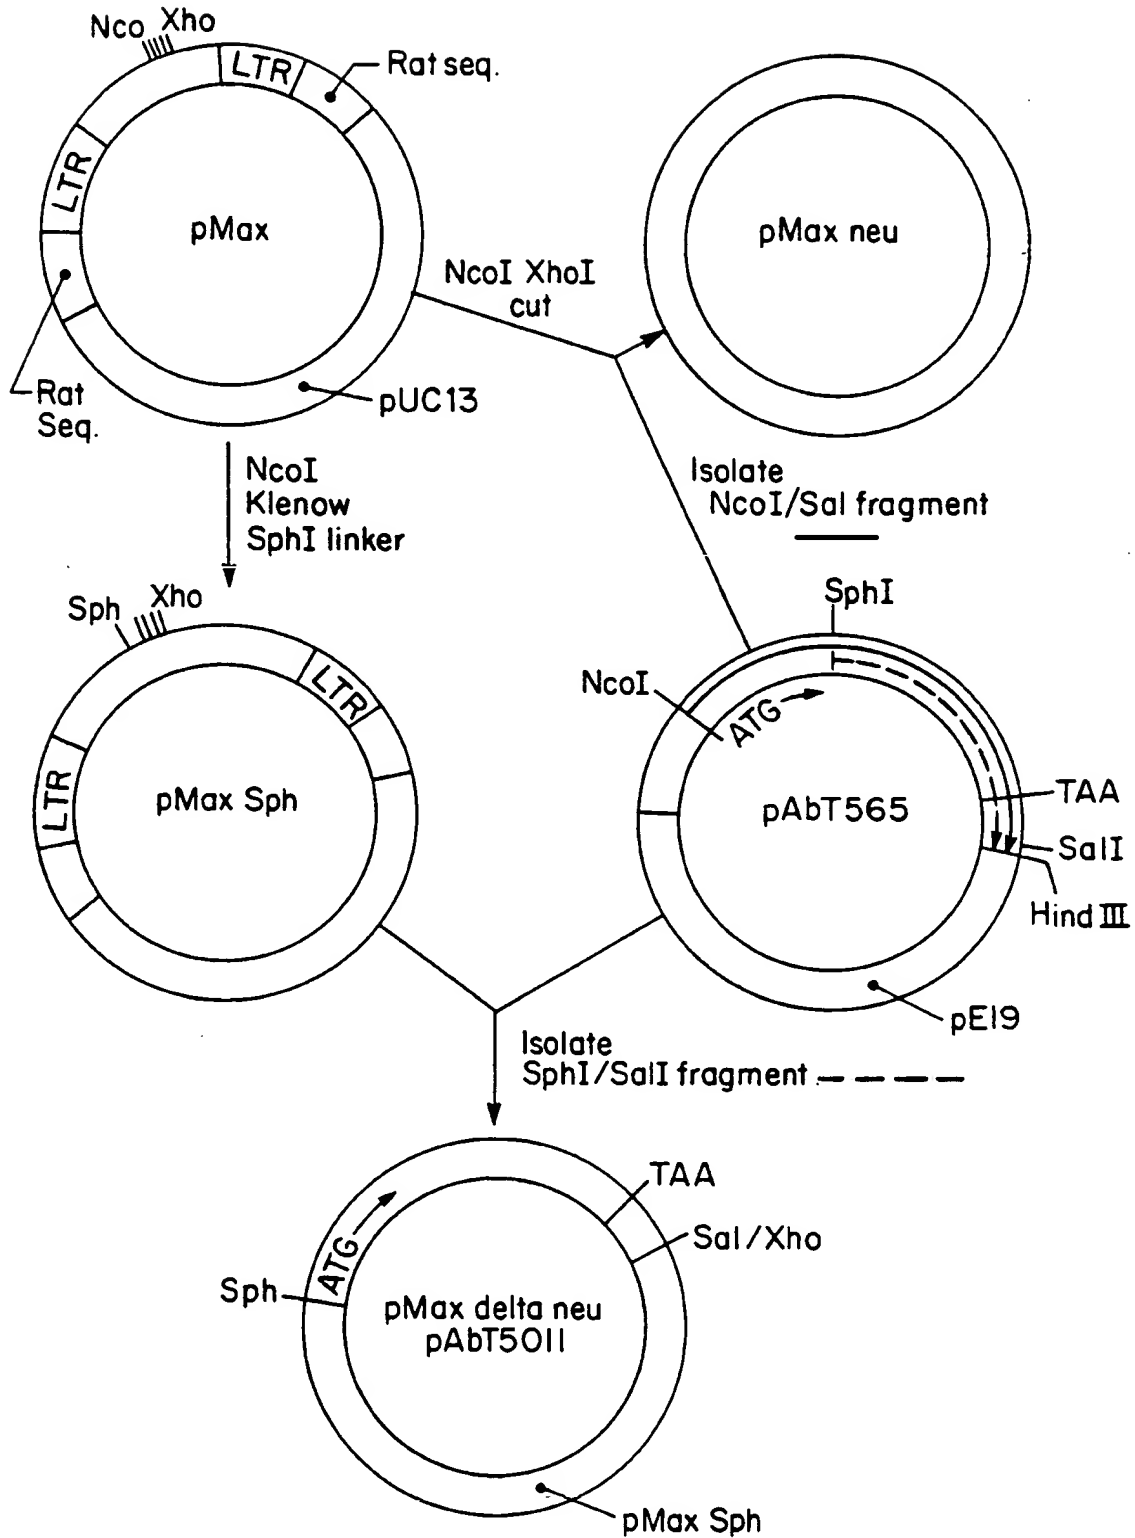 Nco Xho
LTR
Rat seq.
LTR
pMax
pMax neu
NcoI XhoI
cut
Rat
Seq.
pUC13
NcoI
Klenow
SphI linker
Isolate
NcoI/Sal fragment
Sph Xho
SphI
LTR
NcoI
ATG
LTR
pMax Sph
pAbT565
TAA
SalI
Hind III
pE19
Isolate
SphI/SalI fragment
TAA
Sal/Xho
ATG
Sph
pMax delta neu
pAbT5011
pMax Sph